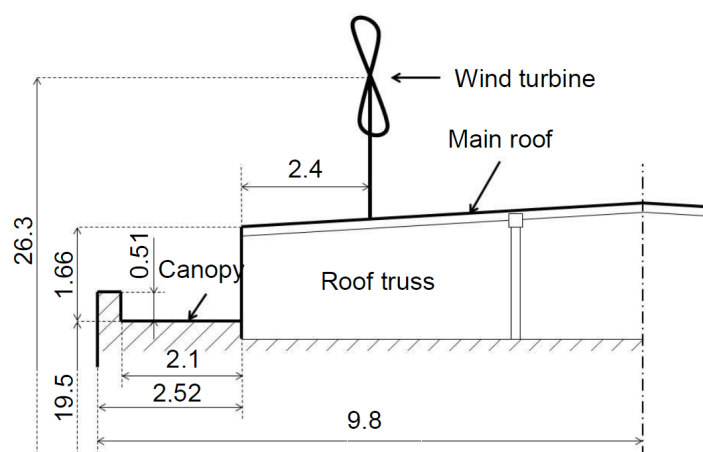 Wind turbine
Main roof
2.4
26.3
1.66
0.51
Canopy
Roof truss
2.1
2.52
19.5
9.8